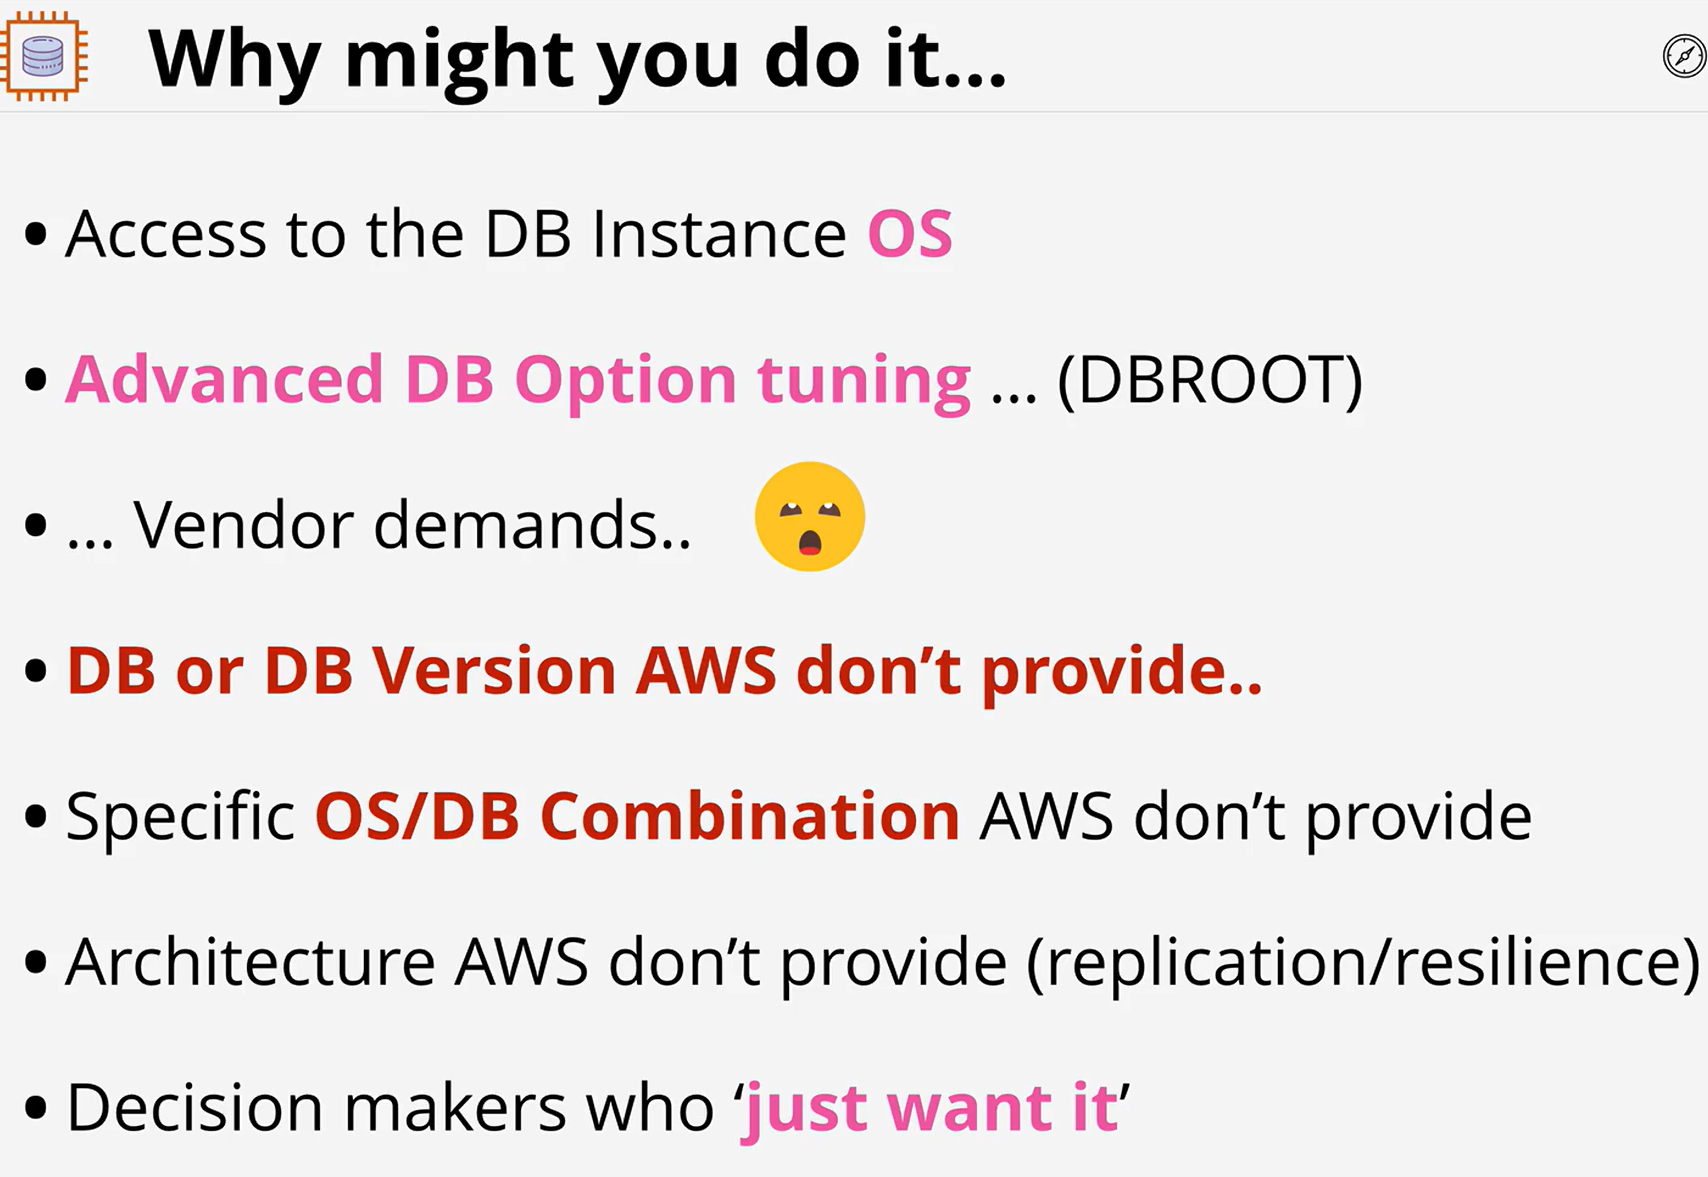 Why might you do it...
• Access to the DB Instance OS
• Advanced DB Option tuning ... (DBROOT)
• ... Vendor demands..
• DB or DB Version AWS don’t provide..
• Specific OS/DB Combination AWS don’t provide
• Architecture AWS don’t provide (replication/resilience)
• Decision makers who ‘just want it’